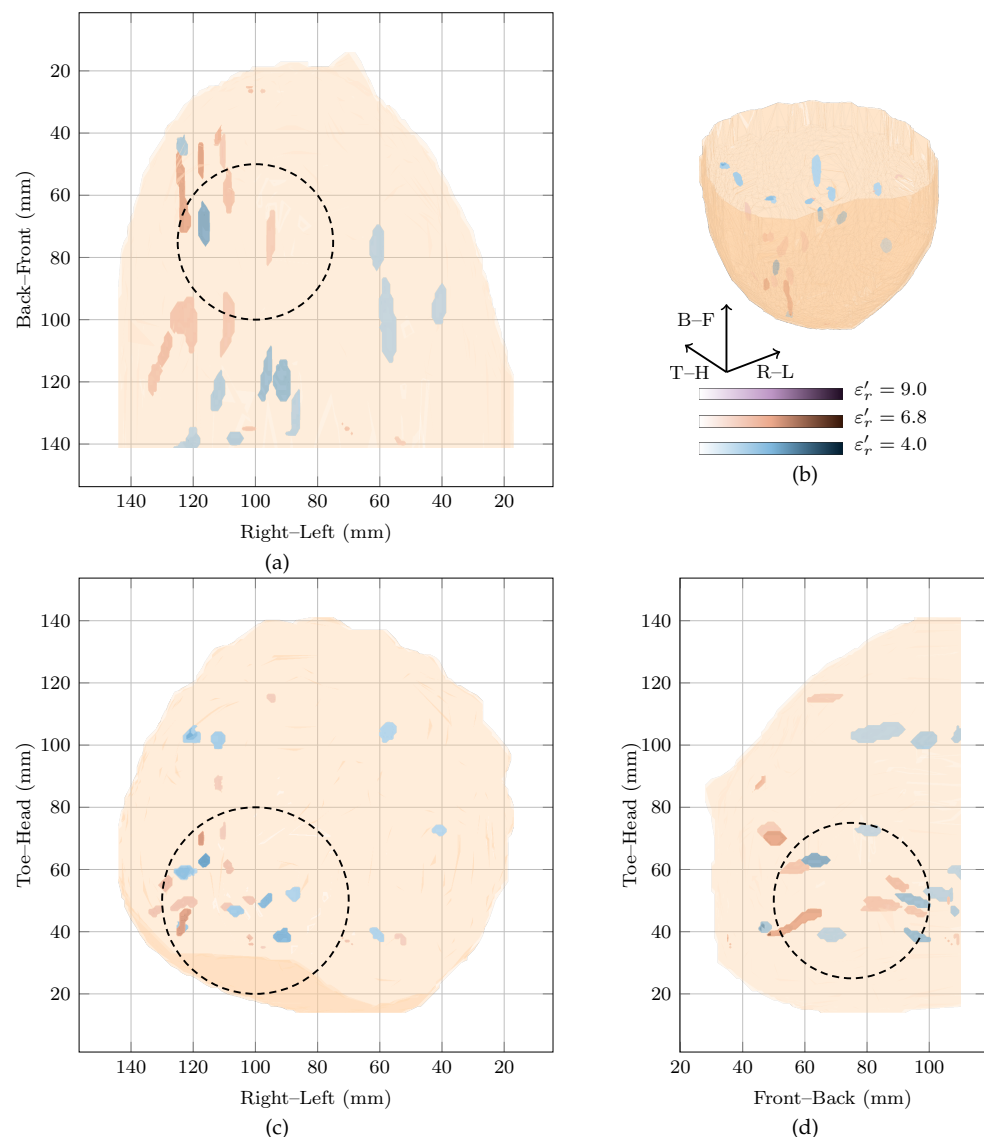 20
40
60
80
100
120
140
Back–Front (mm)
140 120 100 80 60 40 20
Right–Left (mm)
(a)
B–F
T–H
R–L
ε′r = 9.0
ε′r = 6.8
ε′r = 4.0
(b)
140
120
100
80
60
40
20
Toe–Head (mm)
140 120 100 80 60 40 20
Right–Left (mm)
(c)
140
120
100
80
60
40
20
Toe–Head (mm)
20 40 60 80 100
Front–Back (mm)
(d)